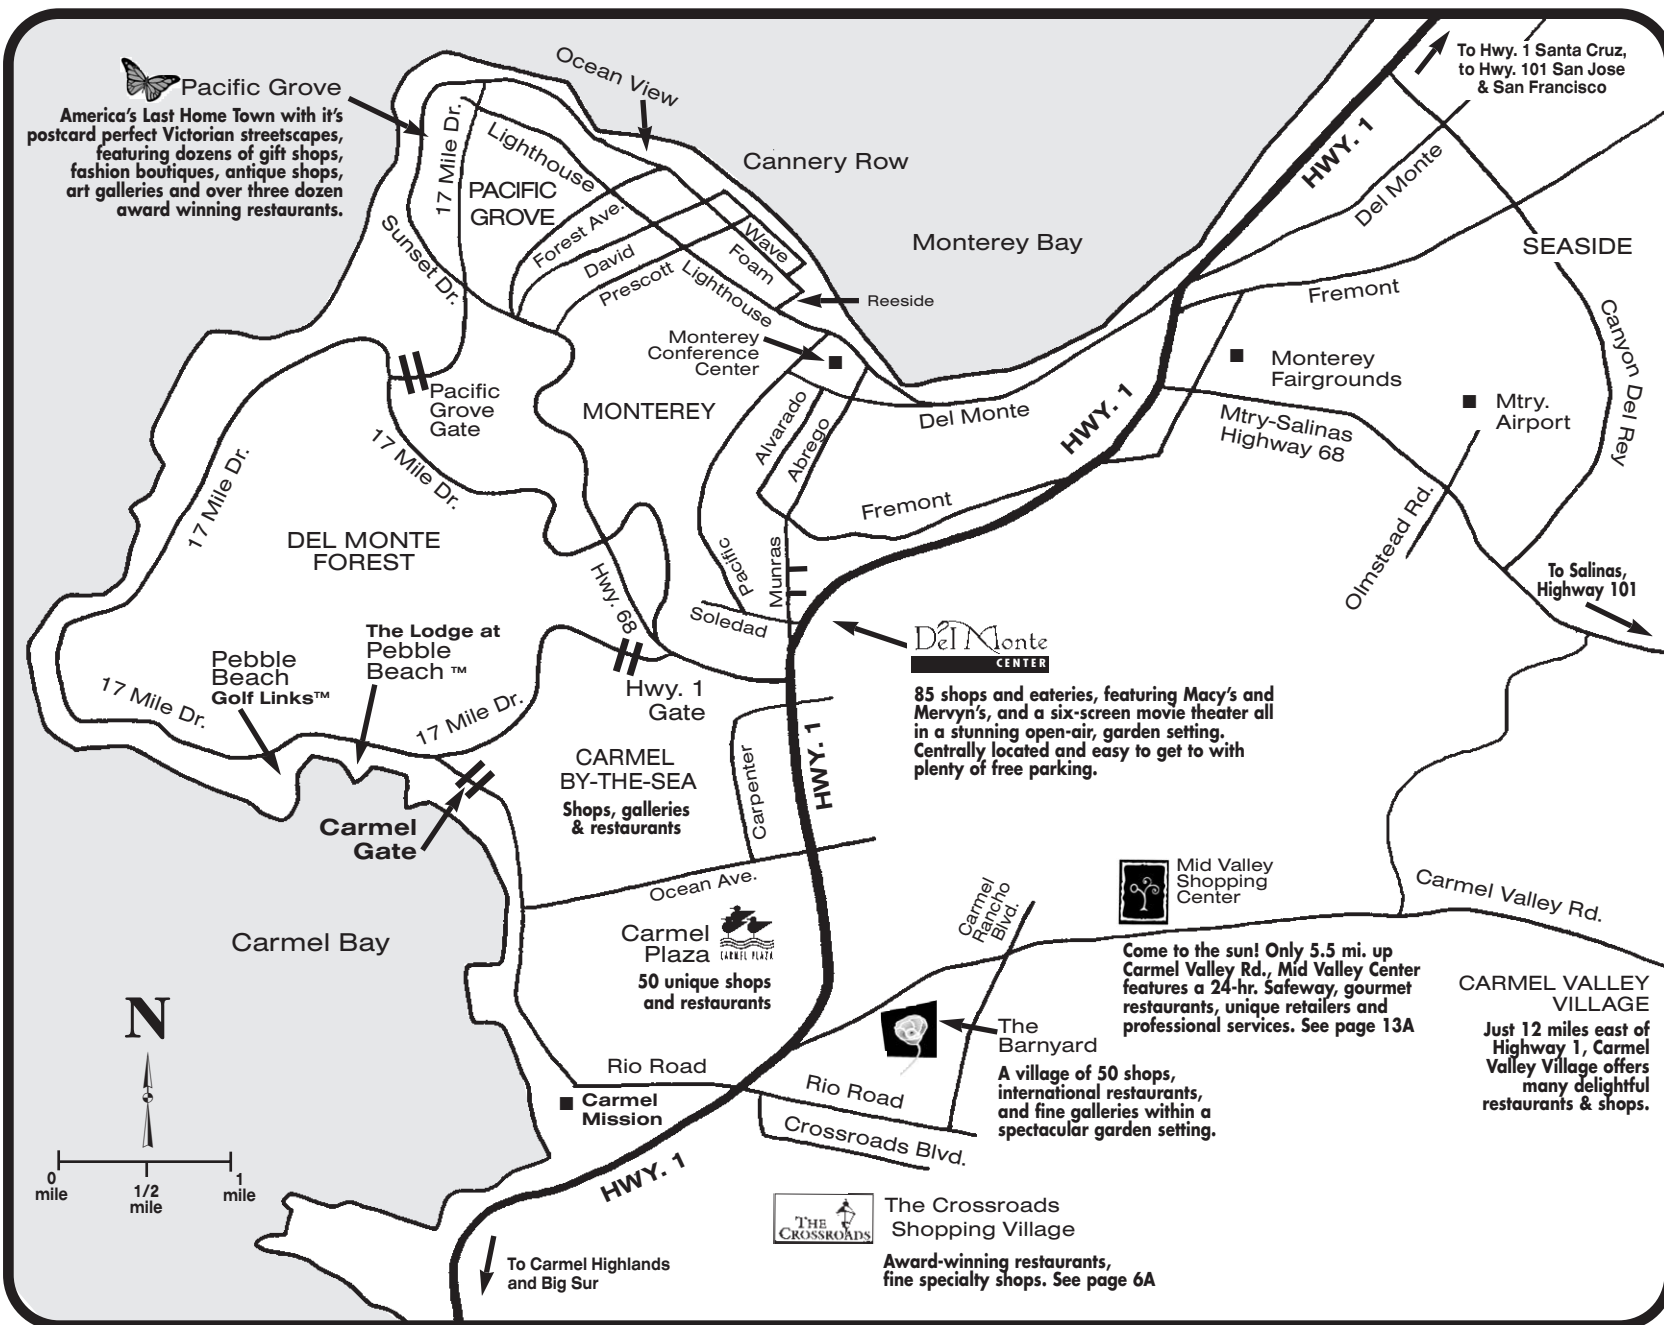 Pacific Grove
America's Last Home Town with it's
postcard perfect Victorian streetscapes,
featuring dozens of gift shops,
fashion boutiques, antique shops,
art galleries and over three dozen
award winning restaurants.
Ocean View
To Hwy. 1 Santa Cruz,
to Hwy. 101 San Jose
& San Francisco
17 Mile Dr.
Lighthouse
Cannery Row
HWY. 1
Del Monte
PACIFIC
GROVE
Sunset Dr.
Forest Ave.
David
Prescott
Wave
Foam
Lighthouse
Reeside
Monterey Bay
SEASIDE
Fremont
Canyon Del Rey
Monterey
Conference
Center
Monterey
Fairgrounds
Mtry.
Airport
Pacific
Grove
Gate
MONTEREY
Alvarado
Abrego
Del Monte
HWY. 1
Mtry-Salinas
Highway 68
17 Mile Dr.
17 Mile Dr.
Fremont
Olmstead Rd.
DEL MONTE
FOREST
Hwy. 68
Pacific
Munras
Soledad
To Salinas,
Highway 101
Del Monte
CENTER
85 shops and eateries, featuring Macy's and
Mervyn's, and a six-screen movie theater all
in a stunning open-air, garden setting.
Centrally located and easy to get to with
plenty of free parking.
The Lodge at
Pebble
Beach ™
Pebble
Beach
Golf Links™
17 Mile Dr.
17 Mile Dr.
Hwy. 1
Gate
CARMEL
BY-THE-SEA
Shops, galleries
& restaurants
Carpenter
HWY. 1
Carmel
Gate
Ocean Ave.
Carmel
Plaza
CARMEL PLAZA
50 unique shops
and restaurants
Carmel
Rancho
Blvd.
Mid Valley
Shopping
Center
Come to the sun! Only 5.5 mi. up
Carmel Valley Rd., Mid Valley Center
features a 24-hr. Safeway, gourmet
restaurants, unique retailers and
professional services. See page 13A
Carmel Valley Rd.
CARMEL VALLEY
VILLAGE
Just 12 miles east of
Highway 1, Carmel
Valley Village offers
many delightful
restaurants & shops.
Carmel Bay
N
0
mile
1/2
mile
1
mile
The
Barnyard
A village of 50 shops,
international restaurants,
and fine galleries within a
spectacular garden setting.
Rio Road
Carmel
Mission
Rio Road
Crossroads Blvd.
HWY. 1
THE
CROSSROADS
The Crossroads
Shopping Village
Award-winning restaurants,
fine specialty shops. See page 6A
To Carmel Highlands
and Big Sur